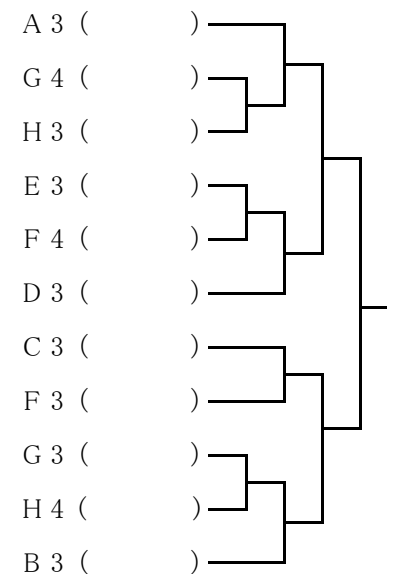 A 3 (          )
G 4 (          )
H 3 (          )
E 3 (          )
F 4 (          )
D 3 (          )
C 3 (          )
F 3 (          )
G 3 (          )
H 4 (          )
B 3 (          )